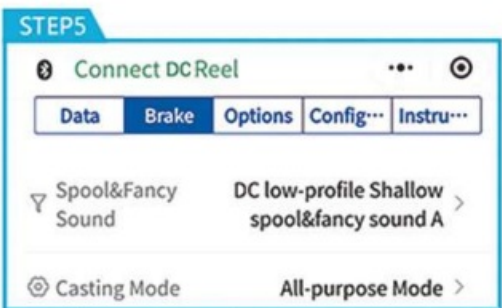 STEP5
Connect DC Reel
Data Brake Options Config··· Instru···
Spool&Fancy DC low-profile Shallow
Sound spool&fancy sound A
Casting Mode All-purpose Mode